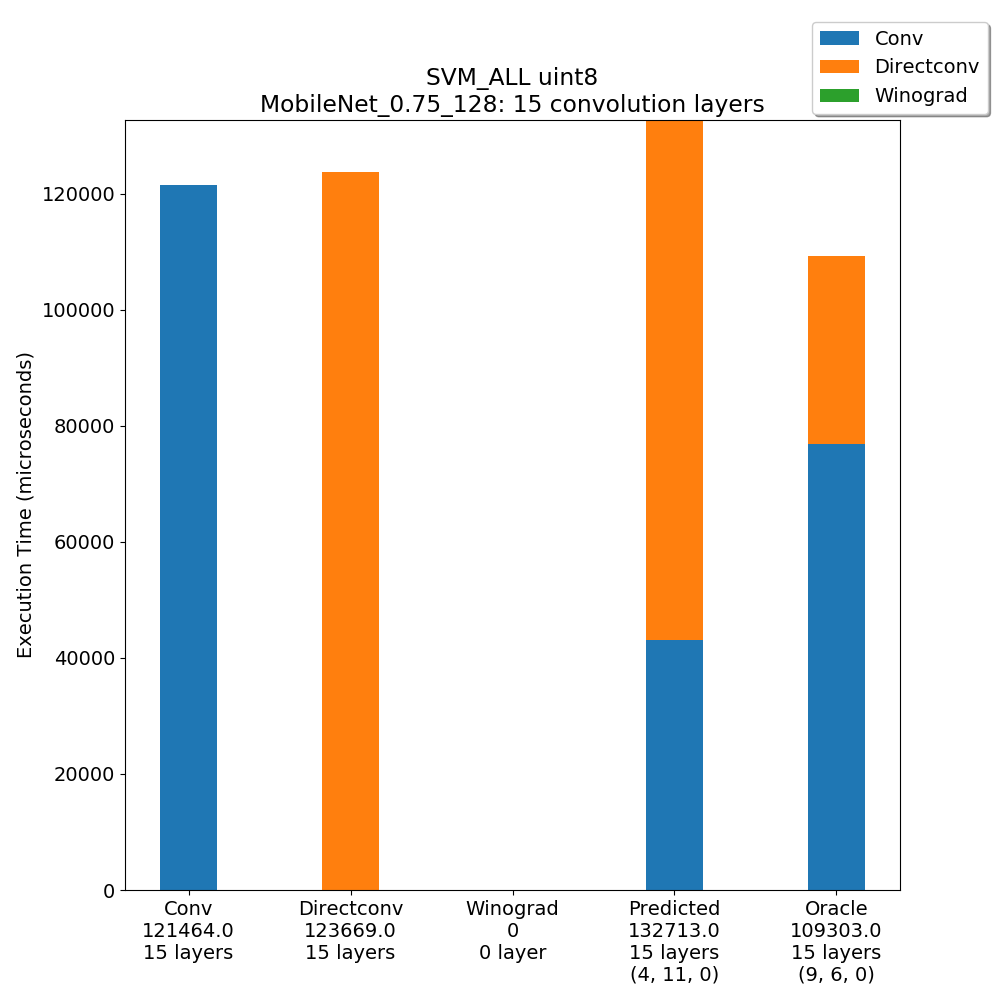 Conv
Directconv
Winograd
SVM_ALL uint8
MobileNet_0.75_128: 15 convolution layers
Execution Time (microseconds)
120000
100000
80000
60000
40000
20000
0
Conv
121464.0
15 layers
Directconv
123669.0
15 layers
Winograd
0
0 layer
Predicted
132713.0
15 layers
(4, 11, 0)
Oracle
109303.0
15 layers
(9, 6, 0)